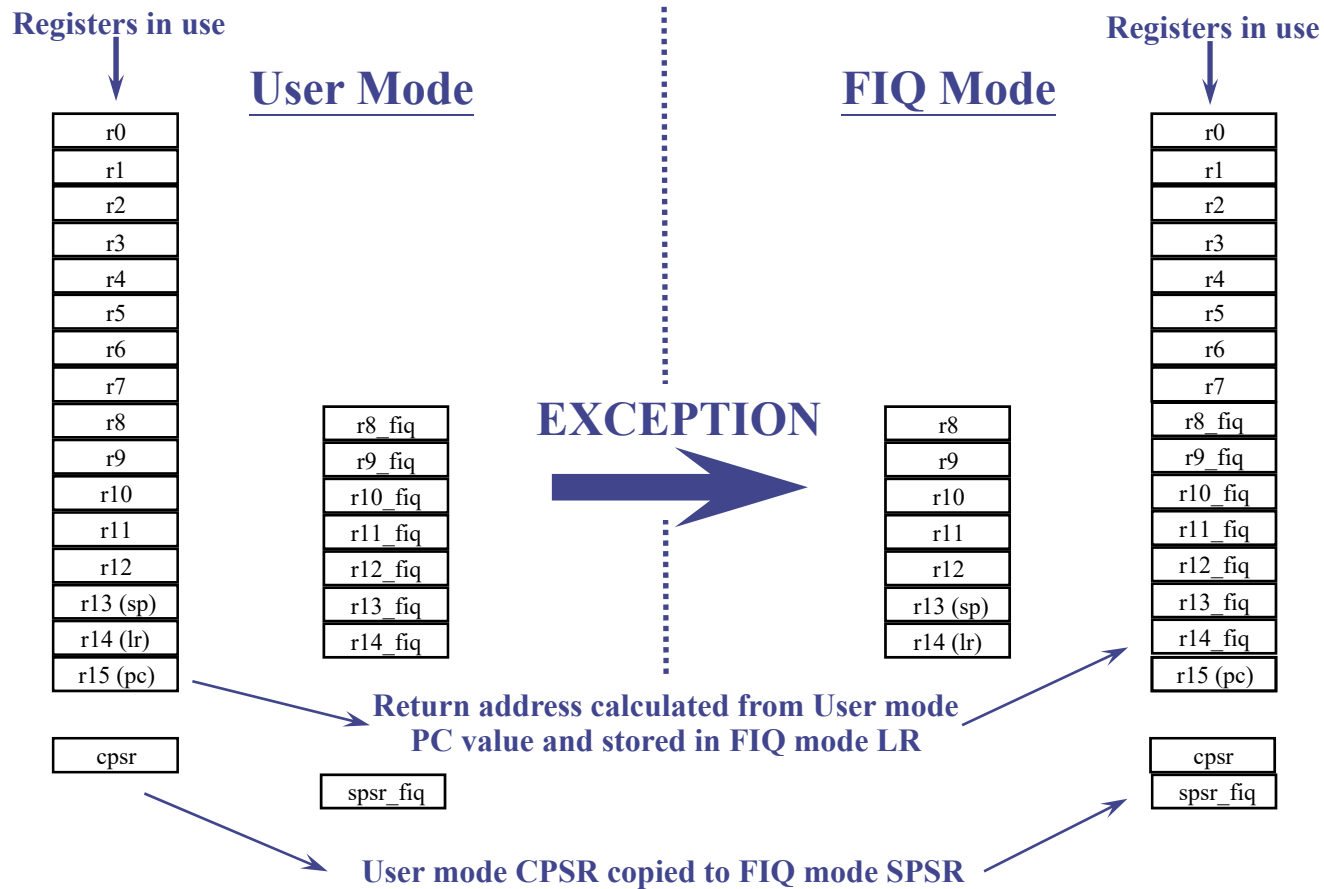 Registers in use
User Mode
r0
r1
r2
r3
r4
r5
r6
r7
r8
r9
r10
r11
r12
r13 (sp)
r14 (lr)
r15 (pc)
cpsr
r8_fiq
r9_fiq
r10_fiq
r11_fiq
r12_fiq
r13_fiq
r14_fiq
spsr_fiq
EXCEPTION
Return address calculated from User mode
PC value and stored in FIQ mode LR
User mode CPSR copied to FIQ mode SPSR
FIQ Mode
r8
r9
r10
r11
r12
r13 (sp)
r14 (lr)
Registers in use
r0
r1
r2
r3
r4
r5
r6
r7
r8_fiq
r9_fiq
r10_fiq
r11_fiq
r12_fiq
r13_fiq
r14_fiq
r15 (pc)
cpsr
spsr_fiq